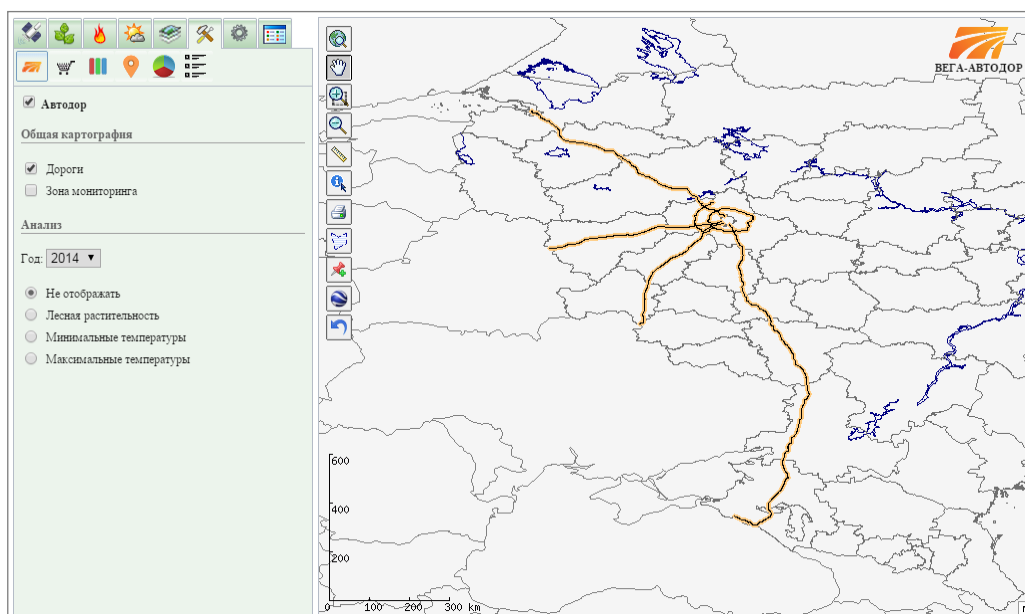 ВЕГА-АВТОДОР
Автодор
Общая картография
Дороги
Зона мониторинга
Анализ
Год: 2014
Не отображать
Лесная растительность
Минимальные температуры
Максимальные температуры
600
400
200
0 100 200 300 km